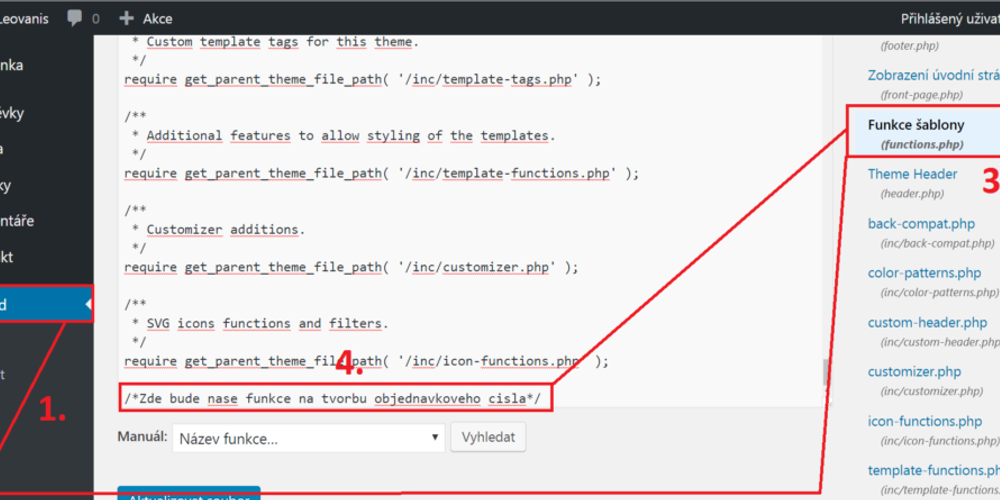 Leovanis 0 + Akce Přihlášený uživat
nka
ěvky
a
ky
ntáře
kt
d
t
1.
* Custom template tags for this theme.
*/
require get_parent_theme_file_path( '/inc/template-tags.php' );
/**
* Additional features to allow styling of the templates.
*/
require get_parent_theme_file_path( '/inc/template-functions.php' );
/**
* Customizer additions.
*/
require get_parent_theme_file_path( '/inc/customizer.php' );
/**
* SVG icons functions and filters.
*/
require get_parent_theme_file_path( '/inc/icon-functions.php' );
4.
/*Zde bude nase funkce na tvorbu objednavkoveho cisla*/
Manuál: Název funkce... Vyhledat
Aktualizovat soubor
(footer.php)
Zobrazení úvodní strá
(front-page.php)
Funkce šablony
(functions.php)
3
Theme Header
(header.php)
back-compat.php
(inc/back-compat.php)
color-patterns.php
(inc/color-patterns.php)
custom-header.php
(inc/custom-header.php
customizer.php
(inc/customizer.php)
icon-functions.php
(inc/icon-functions.php)
template-functions.ph
(inc/template-functions.